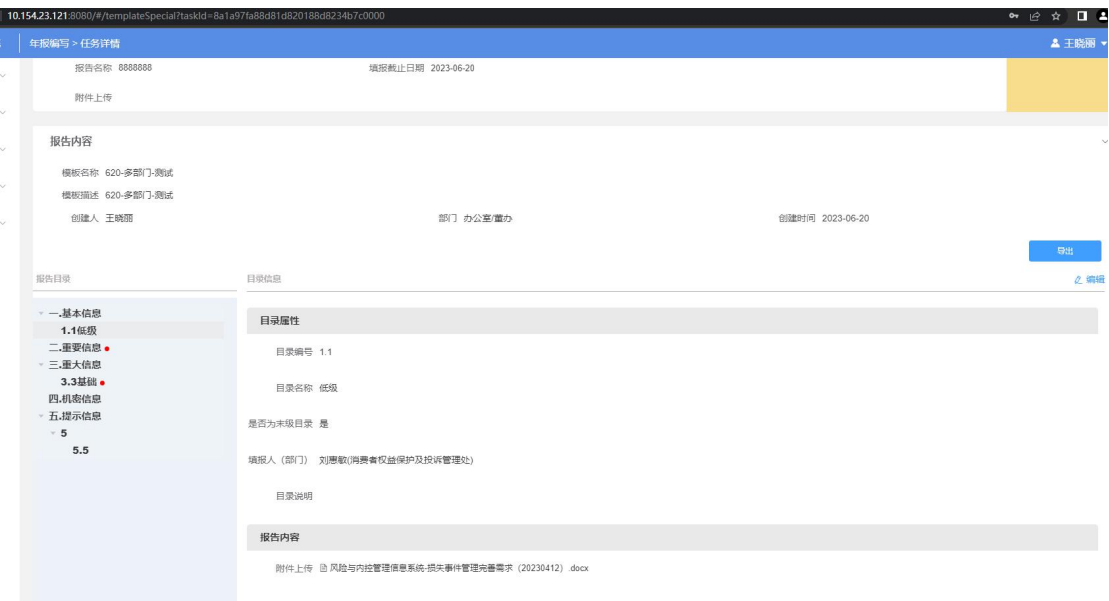 10.154.23.121:8080/#/templateSpecial?taskId=8a1a97fa88d81d820188d8234b7c0000
年报编写 > 任务详情 王晓丽
报告名称 8888888 填报截止日期 2023-06-20
附件上传
报告内容
模板名称 620-多部门-测试
模板描述 620-多部门-测试
创建人 王晓丽 部门 办公室/董办 创建时间 2023-06-20
导出
报告目录 目录信息 编辑
一.基本信息
1.1低级
二.重要信息
三.重大信息
3.3基础
四.机密信息
五.提示信息
5
5.5
目录属性
目录编号 1.1
目录名称 低级
是否为末级目录 是
填报人（部门） 刘惠敏(消费者权益保护及投诉管理处)
目录说明
报告内容
附件上传 风险与内控管理信息系统-损失事件管理完善需求（20230412）.docx